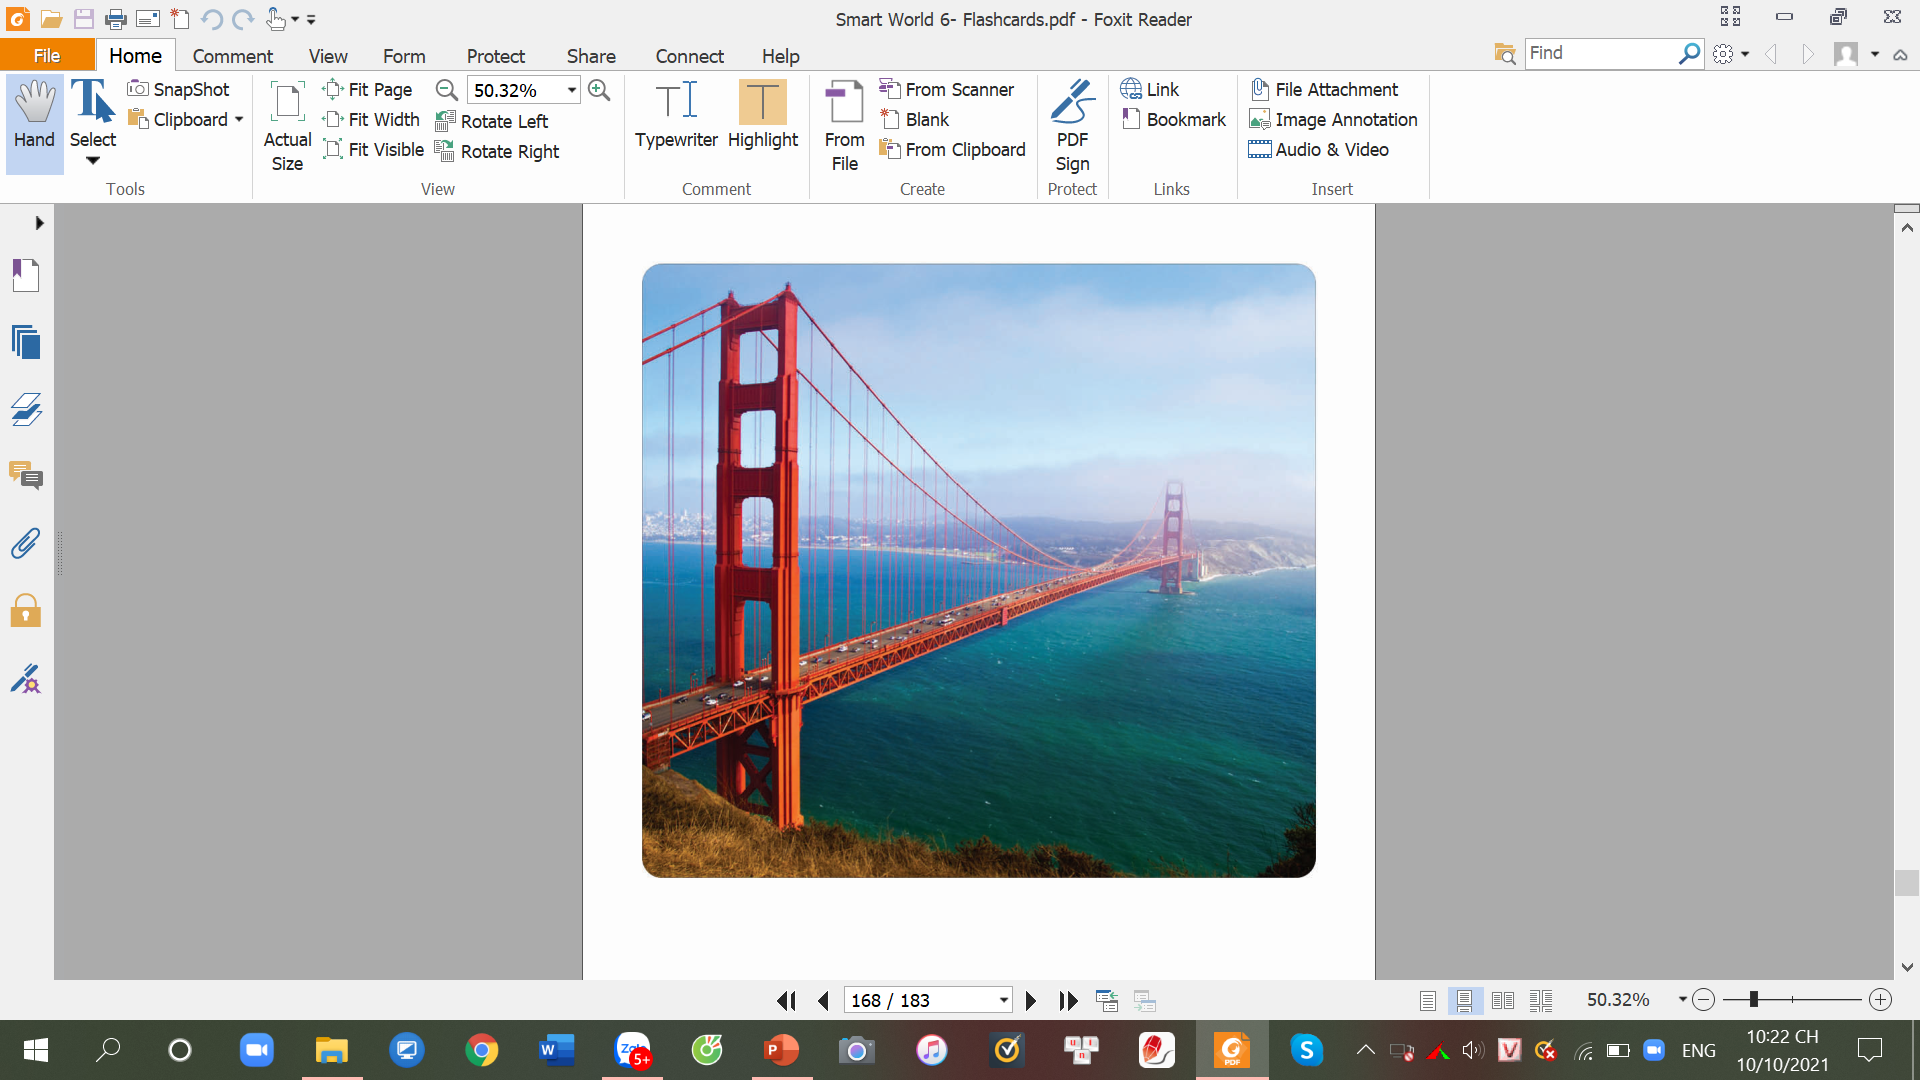 Smart World 6- Flashcards.pdf - Foxit Reader
File Home Comment View Form Protect Share Connect Help
Find
Hand
Select
SnapShot
Clipboard
Tools
Actual Size
Fit Page
Fit Width
Fit Visible
50.32%
Rotate Left
Rotate Right
View
Typewriter
Highlight
Comment
From File
From Scanner
Blank
From Clipboard
Create
PDF Sign
Protect
Link
Bookmark
Links
File Attachment
Image Annotation
Audio & Video
Insert
168 / 183
50.32%
Zalo
5+
W
P
u n
PDF
S
V
ENG
10:22 CH
10/10/2021